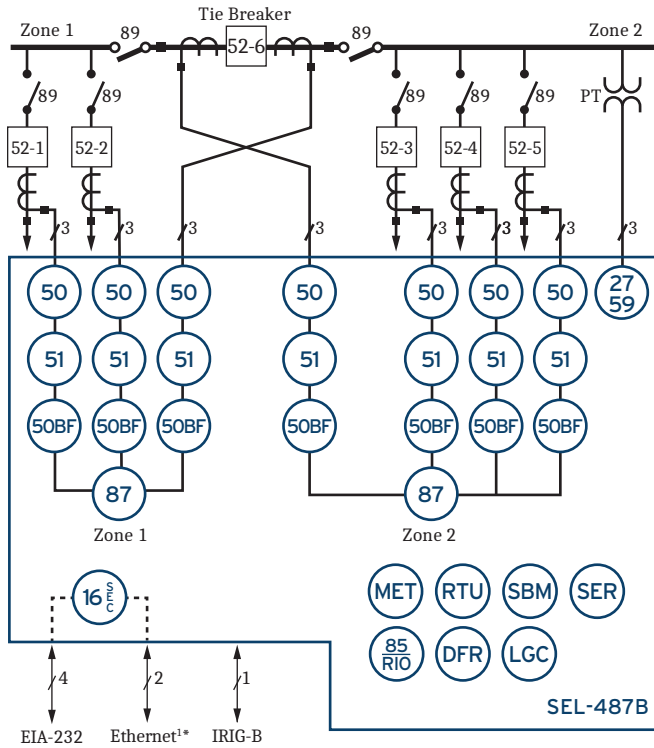 Tie Breaker
Zone 1
89
52-6
89
Zone 2
89
89
89
89
89
PT
52-1
52-2
52-3
52-4
52-5
3
3
3
3
3
3
3
3
50
50
50
50
50
50
50
27
59
51
51
51
51
51
51
51
50BF
50BF
50BF
50BF
50BF
50BF
50BF
87
87
Zone 1
Zone 2
16 SEC
MET
RTU
SBM
SER
85
RIO
DFR
LGC
4
2
1
SEL-487B
EIA-232
Ethernet¹*
IRIG-B